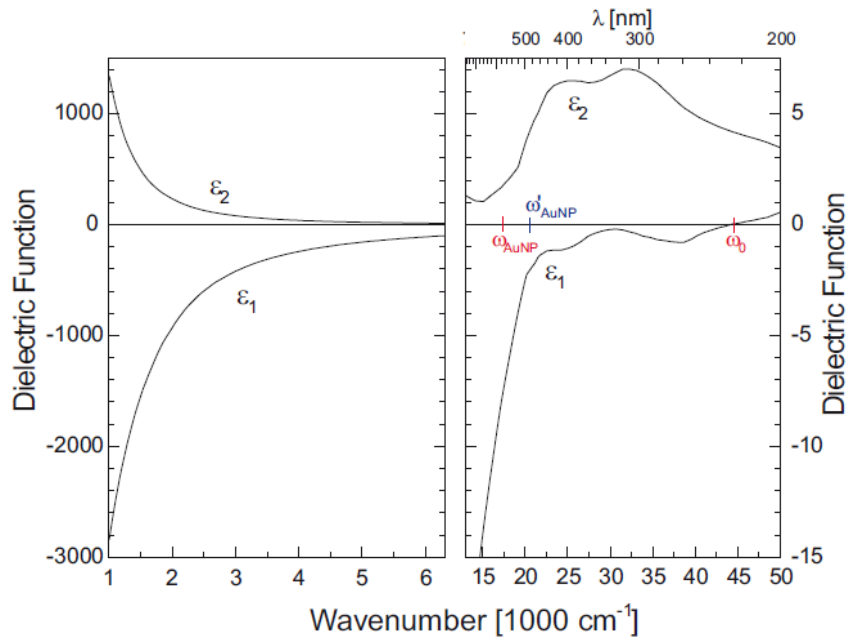 λ [nm]
500 400 300 200
1000
0
-1000
-2000
-3000
Dielectric Function
ε₂
ε₁
1 2 3 4 5 6
5
0
-5
-10
-15
Dielectric Function
ε₂
ω'AuNP
ωAuNP
ω₀
ε₁
15 20 25 30 35 40 45 50
Wavenumber [1000 cm⁻¹]